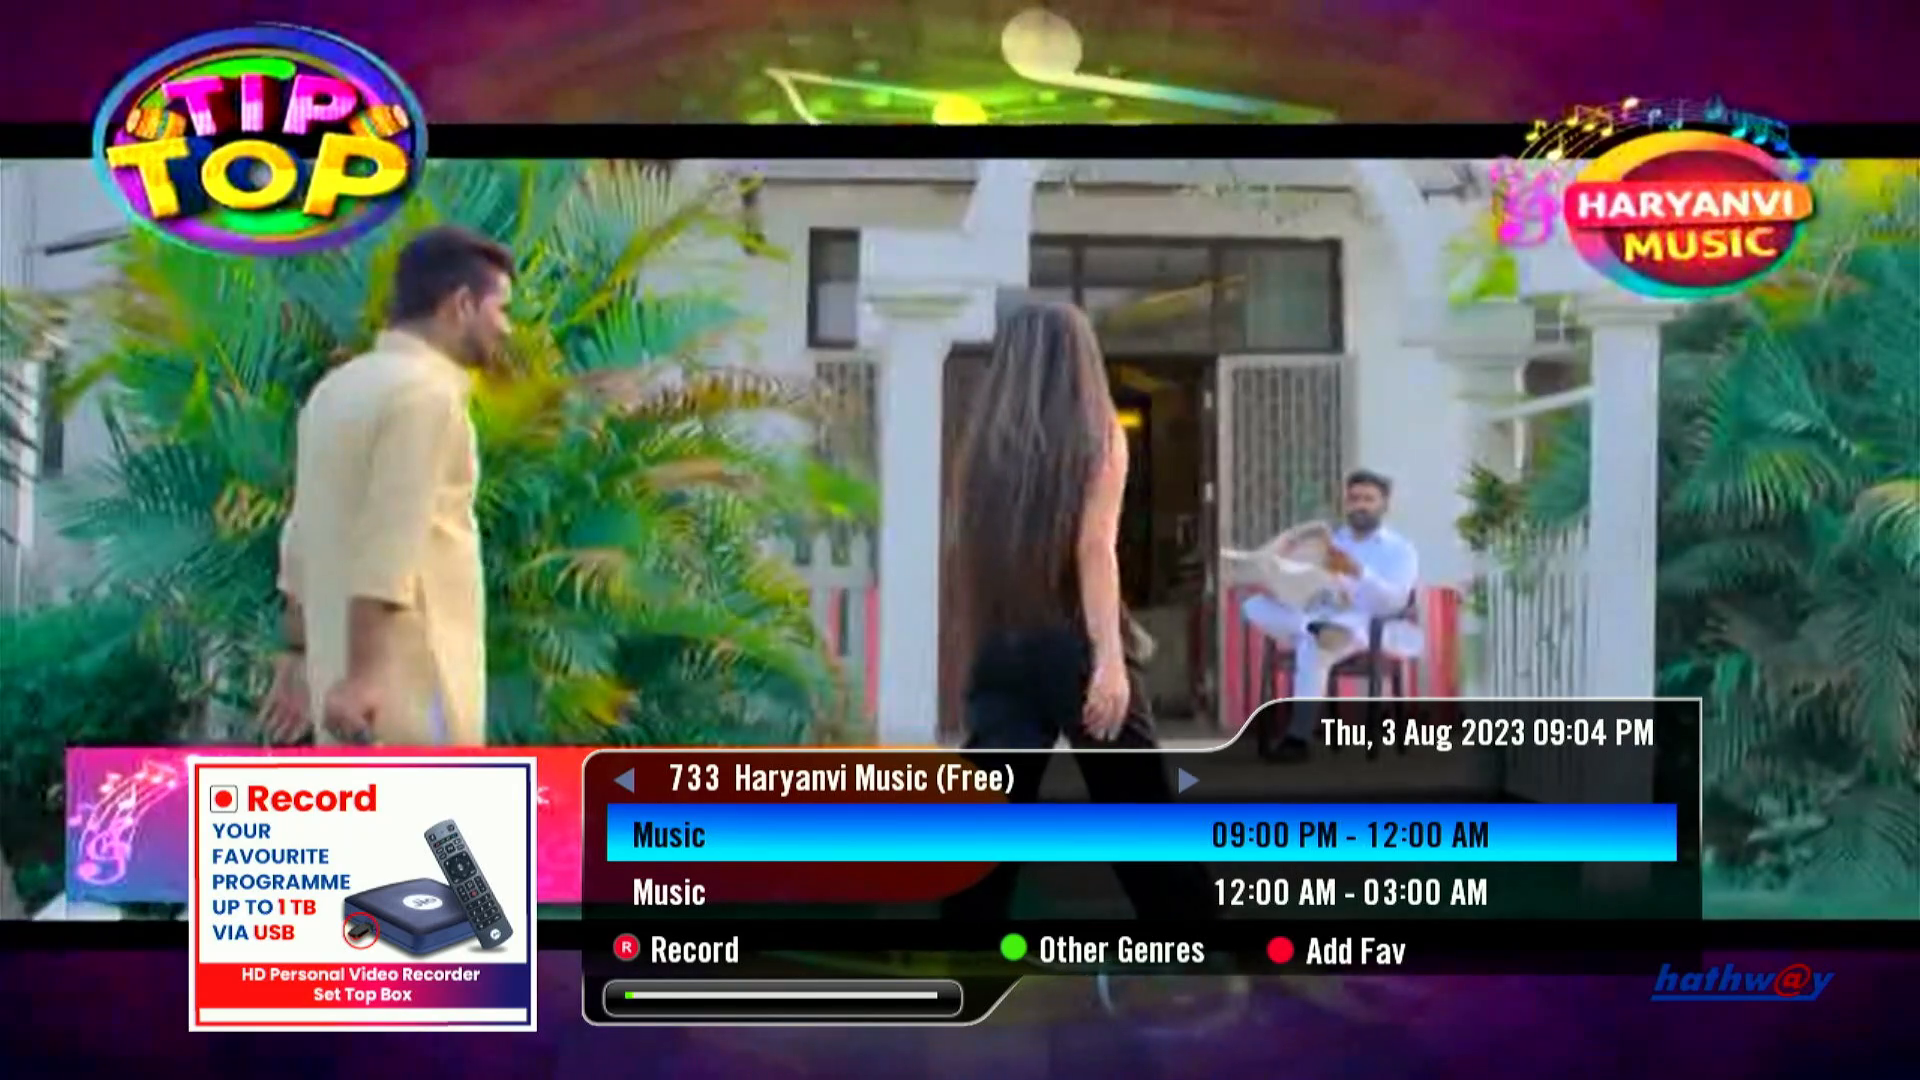 TIP
TOP
HARYANVI
MUSIC
Thu, 3 Aug 2023 09:04 PM
733 Haryanvi Music (Free)
Music 09:00 PM - 12:00 AM
Music 12:00 AM - 03:00 AM
R Record Other Genres Add Fav
Record
YOUR
FAVOURITE
PROGRAMME
UP TO 1 TB
VIA USB
Jio
HD Personal Video Recorder
Set Top Box
hathw@y